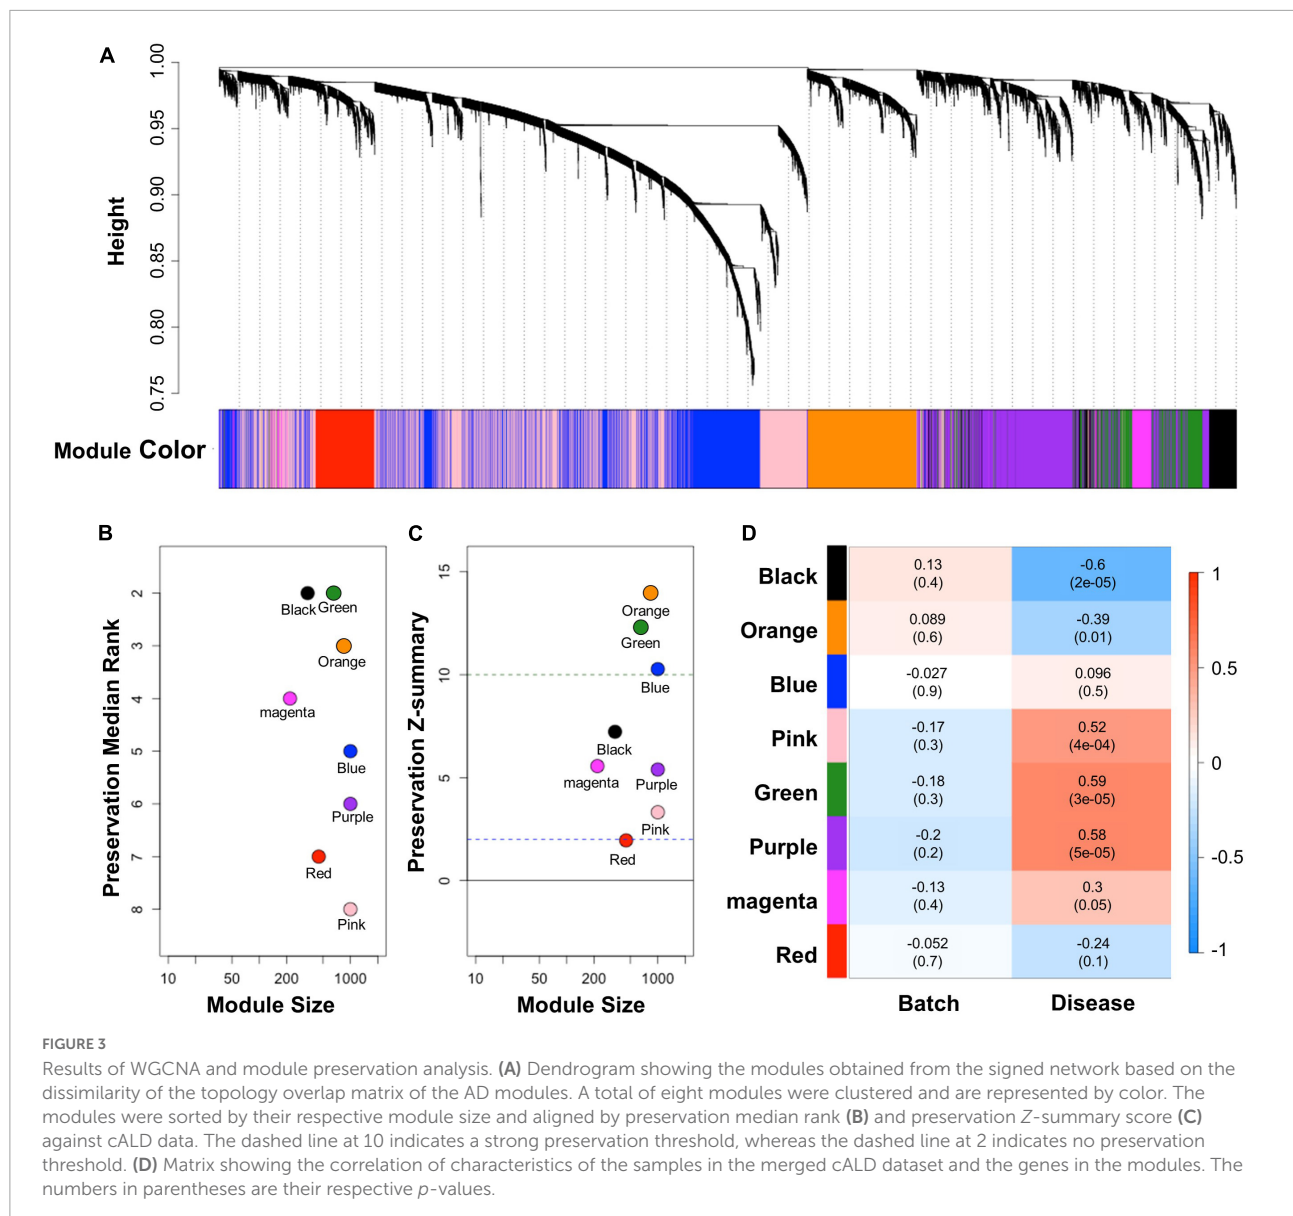 A
Height
1.00
0.95
0.90
0.85
0.80
0.75
Module Color
B
Preservation Median Rank
2
3
4
5
6
7
8
Black Green
Orange
magenta
Blue
Purple
Red
Pink
10 50 200 1000
Module Size
C
Preservation Z-summary
15
10
5
0
Orange
Green
Blue
Black
magenta
Purple
Pink
Red
10 50 200 1000
Module Size
D
Black 0.13 -0.6
(0.4) (2e-05)
Orange 0.089 -0.39
(0.6) (0.01)
Blue -0.027 0.096
(0.9) (0.5)
Pink -0.17 0.52
(0.3) (4e-04)
Green -0.18 0.59
(0.3) (3e-05)
Purple -0.2 0.58
(0.2) (5e-05)
magenta -0.13 0.3
(0.4) (0.05)
Red -0.052 -0.24
(0.7) (0.1)
Batch Disease
1
0.5
0
-0.5
-1
FIGURE 3
Results of WGCNA and module preservation analysis. (A) Dendrogram showing the modules obtained from the signed network based on the
dissimilarity of the topology overlap matrix of the AD modules. A total of eight modules were clustered and are represented by color. The
modules were sorted by their respective module size and aligned by preservation median rank (B) and preservation Z-summary score (C)
against cALD data. The dashed line at 10 indicates a strong preservation threshold, whereas the dashed line at 2 indicates no preservation
threshold. (D) Matrix showing the correlation of characteristics of the samples in the merged cALD dataset and the genes in the modules. The
numbers in parentheses are their respective p-values.